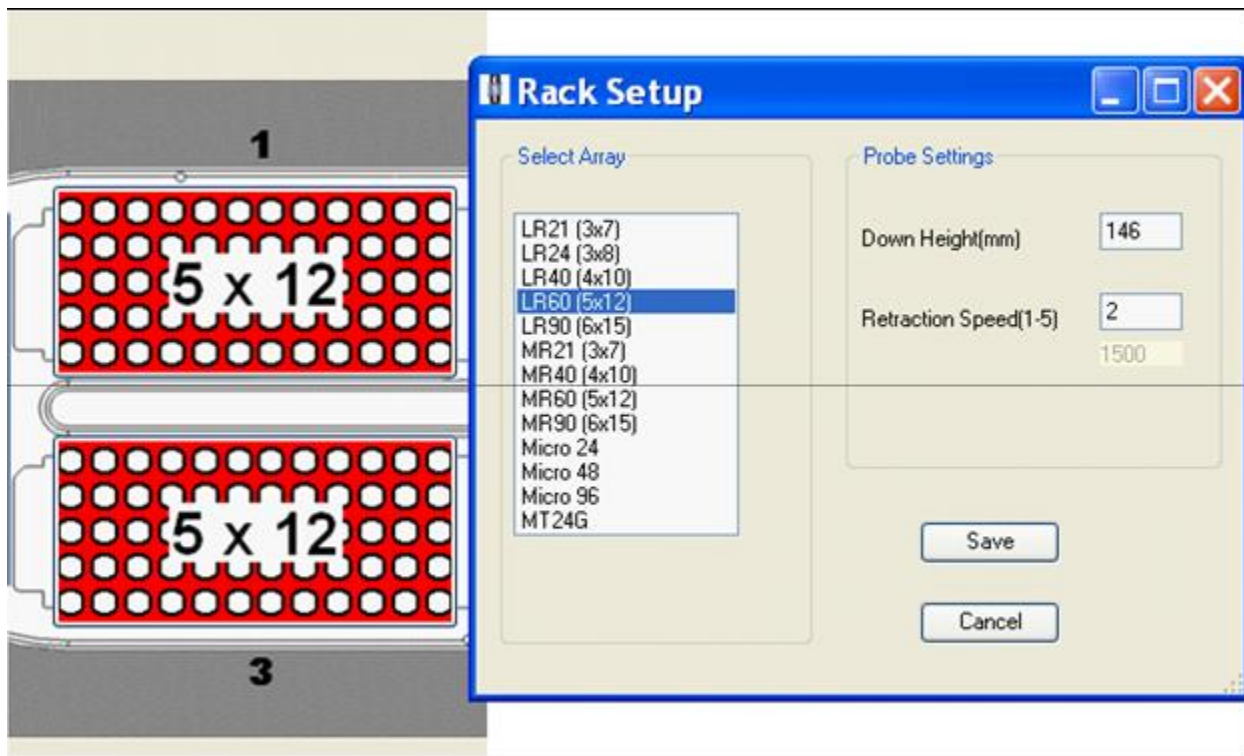 1
5 x 12
5 x 12
3
Rack Setup
Select Array
LR21 (3x7)
LR24 (3x8)
LR40 (4x10)
LR60 (5x12)
LR90 (6x15)
MR21 (3x7)
MR40 (4x10)
MR60 (5x12)
MR90 (6x15)
Micro 24
Micro 48
Micro 96
MT24G
Probe Settings
Down Height(mm) 146
Retraction Speed(1-5) 2
1500
Save
Cancel